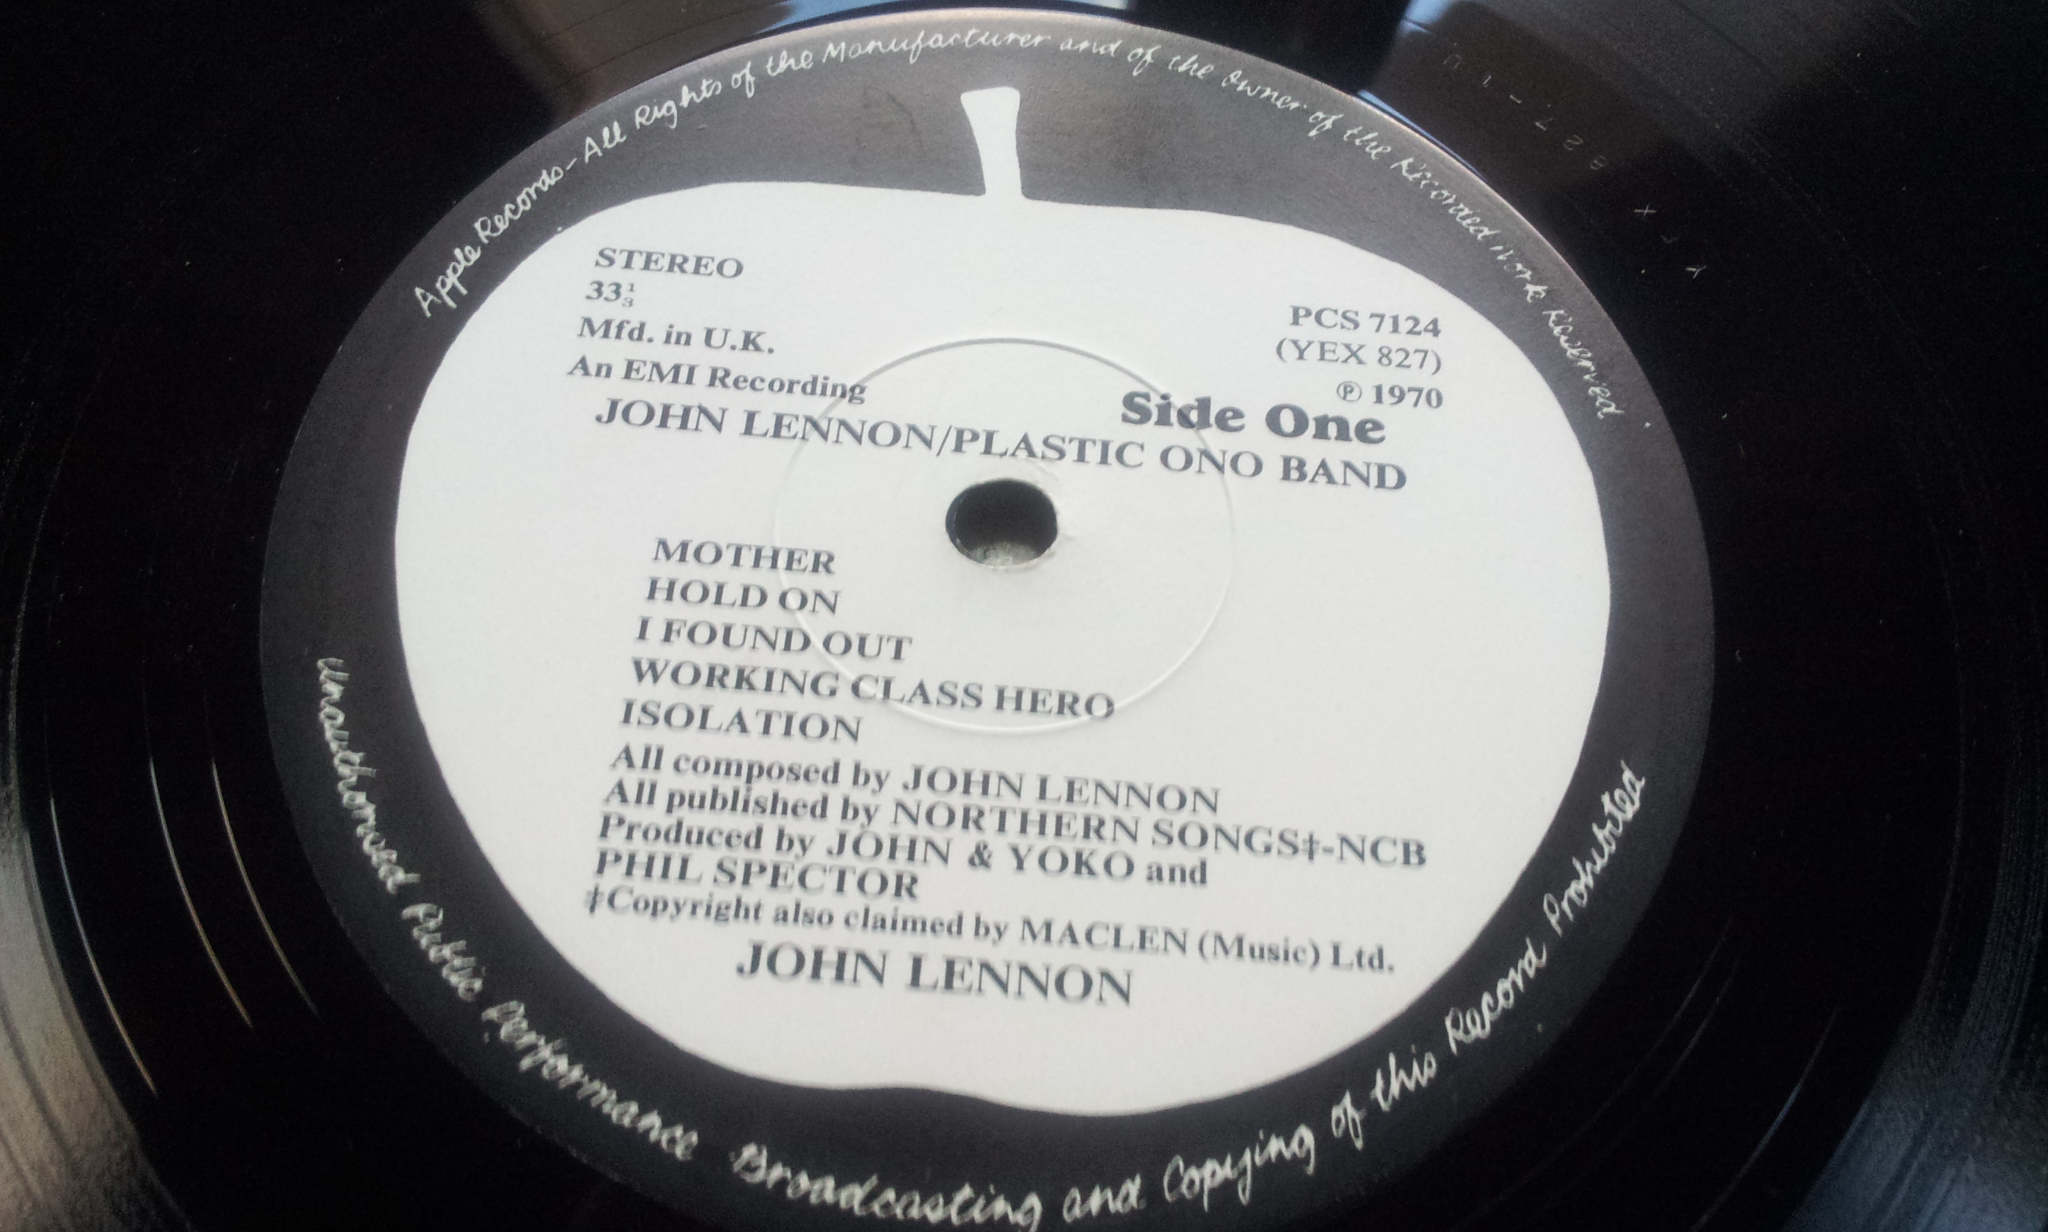 Apple Records - All Rights of the Manufacturer and of the Owner of the Recorded Work Reserved
STEREO
33⅓
Mfd. in U.K.
An EMI Recording
PCS 7124
(YEX 827)
Ⓟ 1970
Side One
JOHN LENNON/PLASTIC ONO BAND
MOTHER
HOLD ON
I FOUND OUT
WORKING CLASS HERO
ISOLATION
All composed by JOHN LENNON
All published by NORTHERN SONGS‡-NCB
Produced by JOHN & YOKO and
PHIL SPECTOR
‡Copyright also claimed by MACLEN (Music) Ltd.
JOHN LENNON
Unauthorised Public Performance Broadcasting and Copying of this Record Prohibited